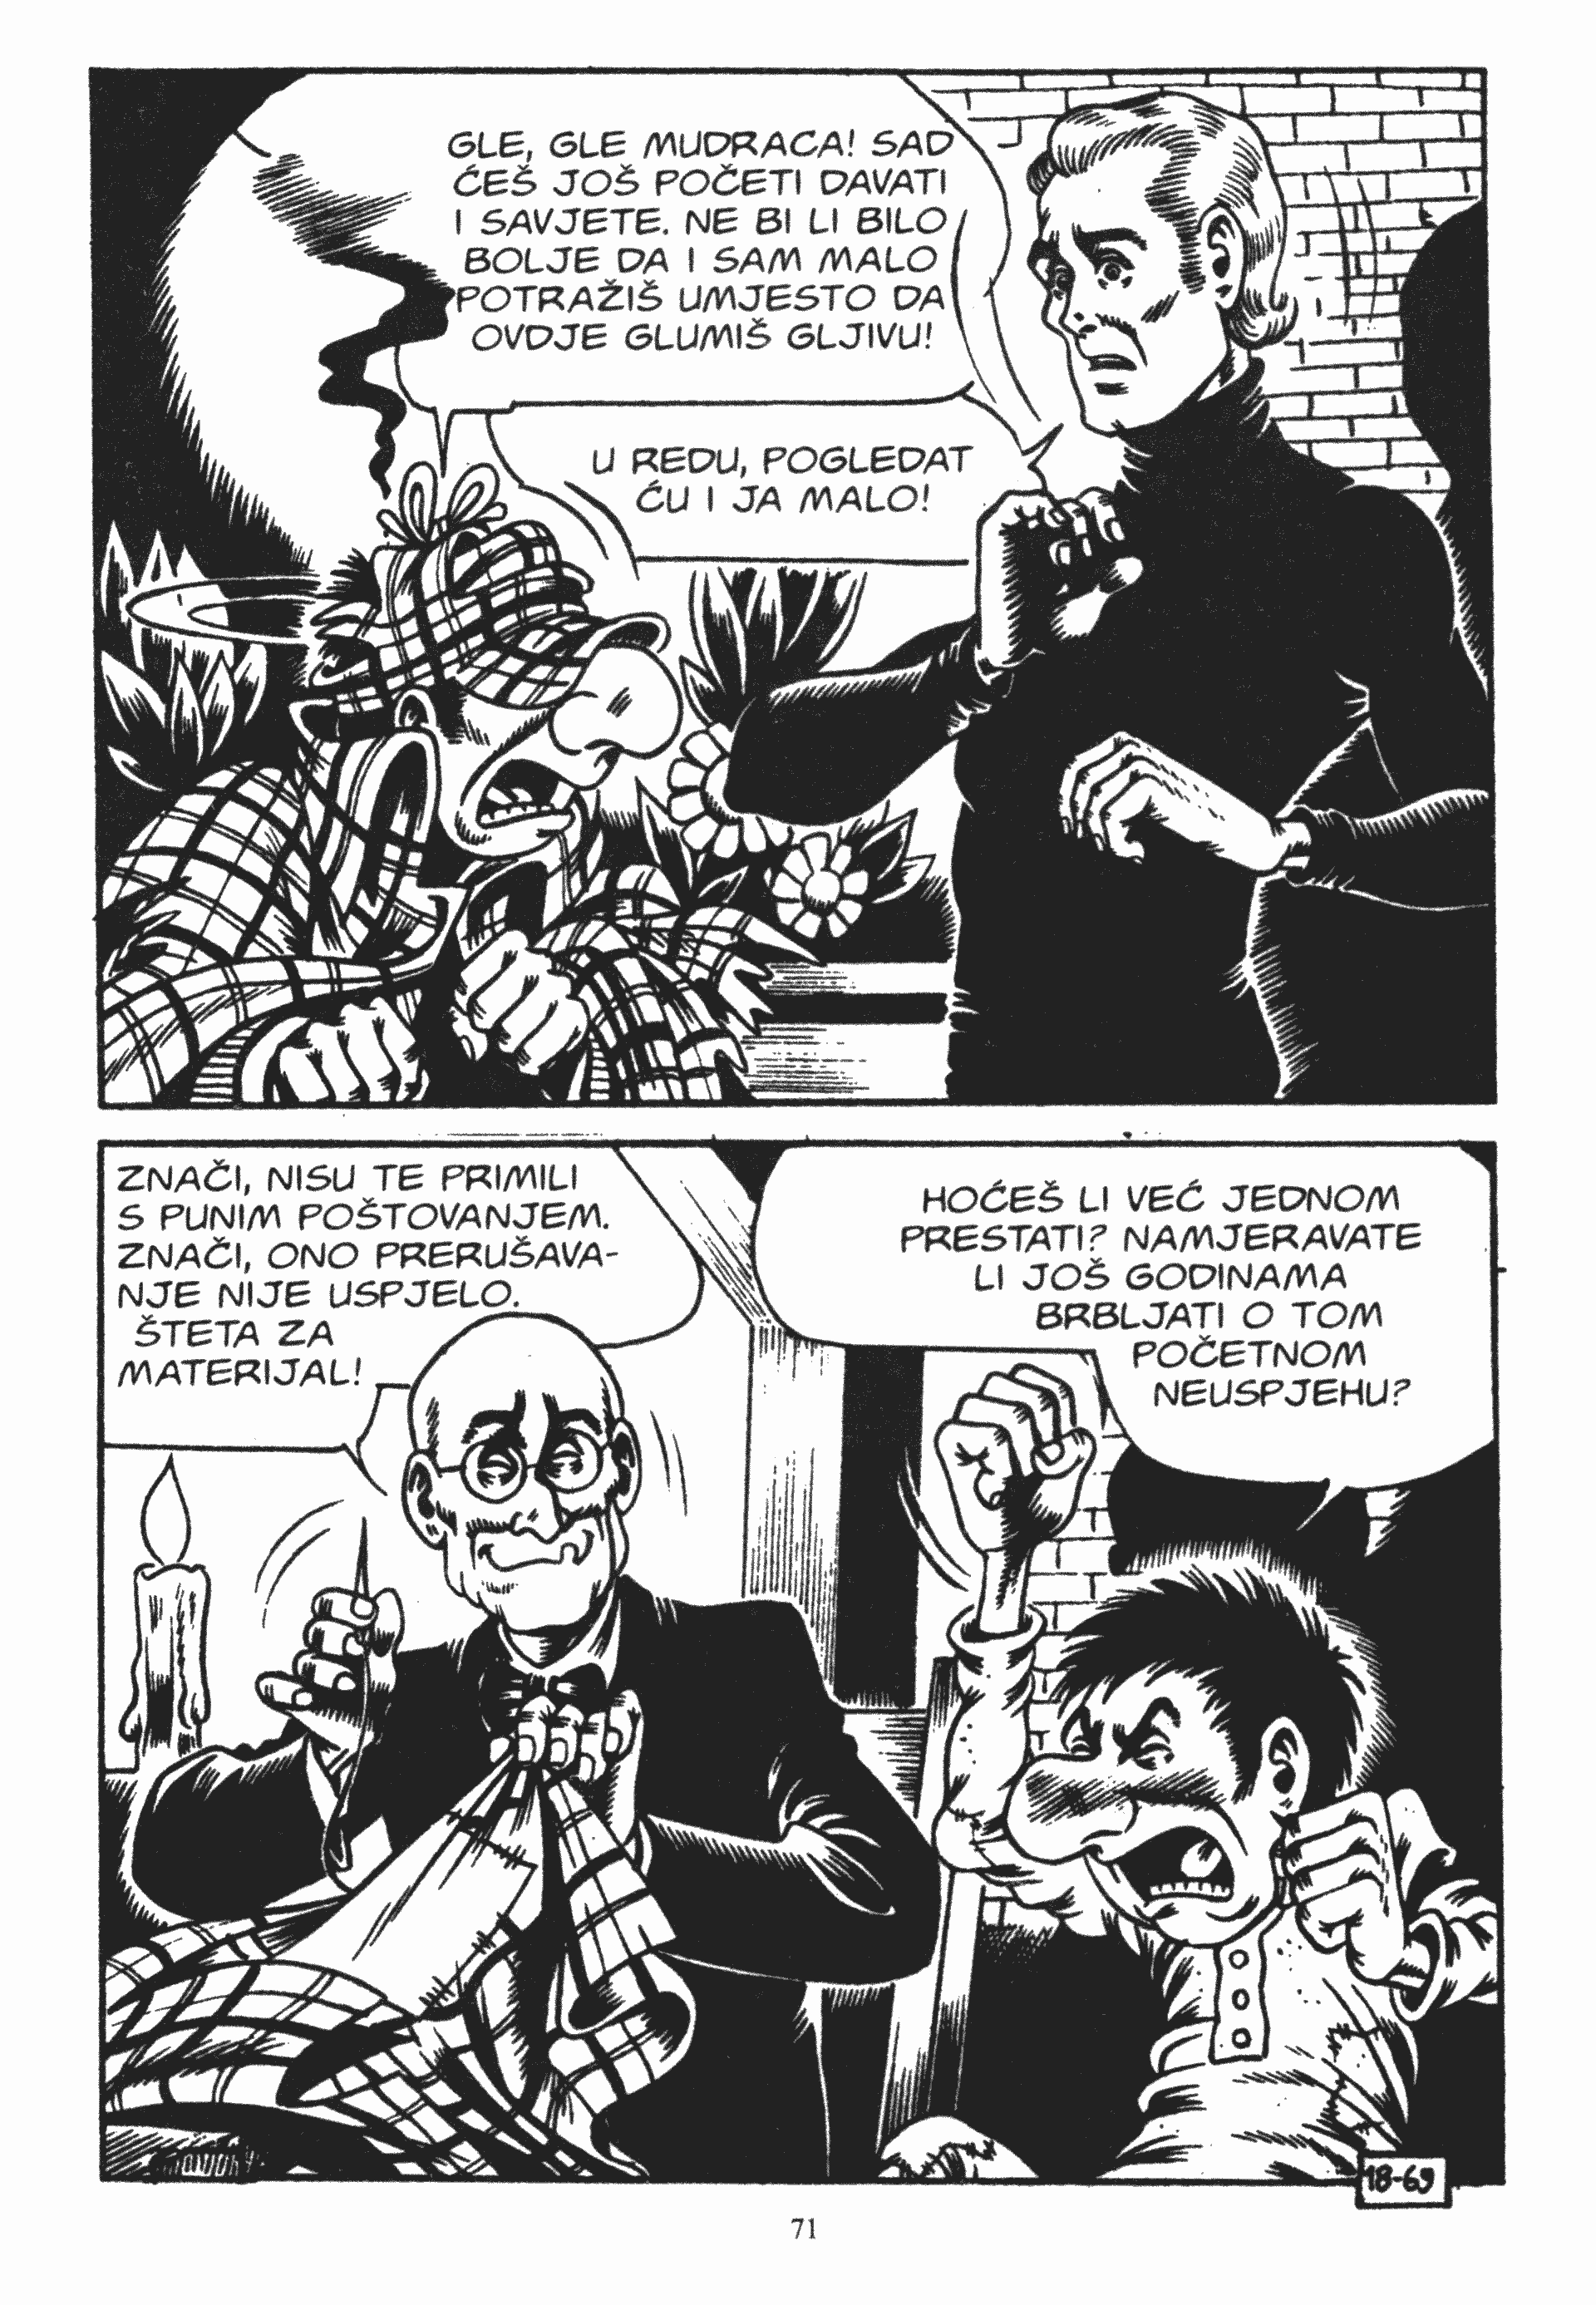 GLE, GLE MUDRACA! SAD
ĆEŠ JOŠ POČETI DAVATI
I SAVJETE. NE BI LI BILO
BOLJE DA I SAM MALO
POTRAŽIŠ UMJESTO DA
OVDJE GLUMIŠ GLJIVU!
U REDU, POGLEDAT
ĆU I JA MALO!
ZNAČI, NISU TE PRIMILI
S PUNIM POŠTOVANJEM.
ZNAČI, ONO PRERUŠAVA-
NJE NIJE USPJELO.
ŠTETA ZA
MATERIJAL!
HOĆEŠ LI VEĆ JEDNOM
PRESTATI? NAMJERAVATE
LI JOŠ GODINAMA
BRBLJATI O TOM
POČETNOM
NEUSPJEHU?
18-69
71